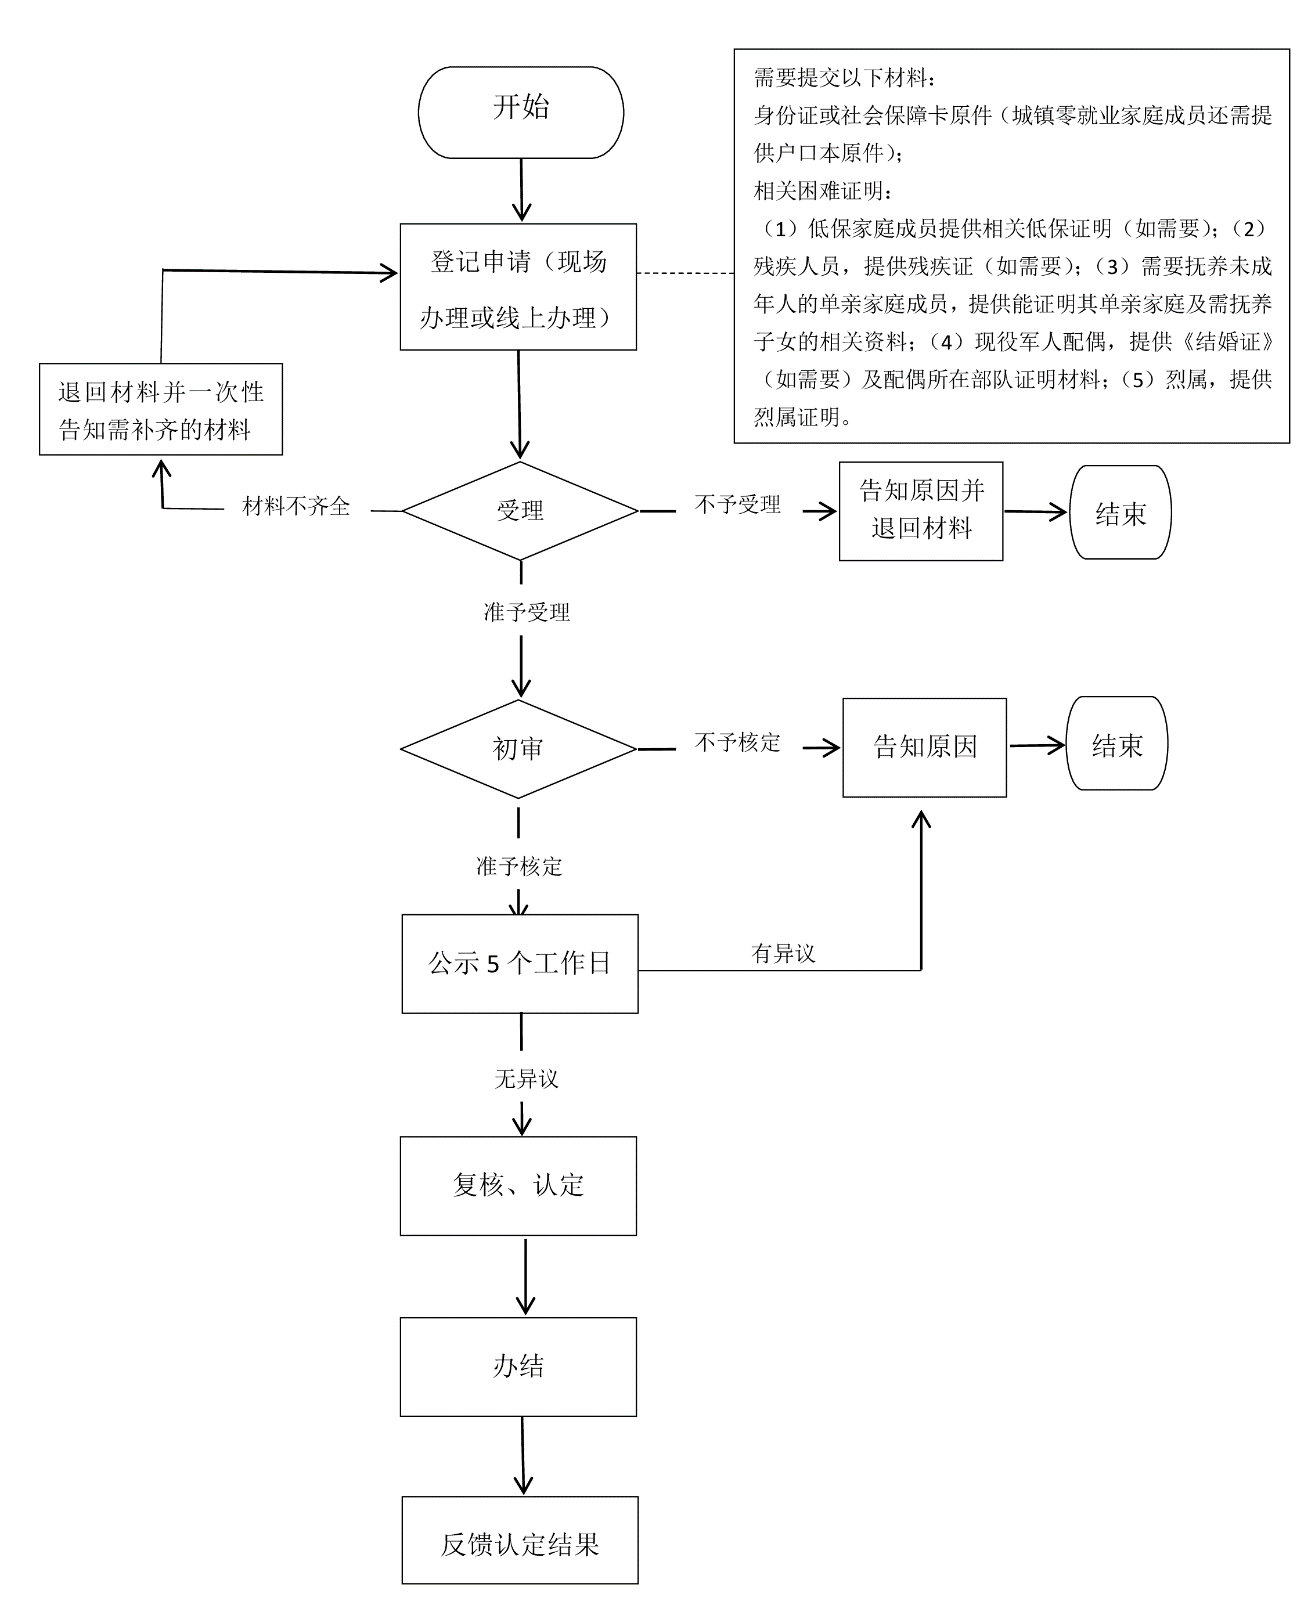 开始
需要提交以下材料：
身份证或社会保障卡原件（城镇零就业家庭成员还需提
供户口本原件）；
相关困难证明：
（1）低保家庭成员提供相关低保证明（如需要）；（2）
残疾人员，提供残疾证（如需要）；（3）需要抚养未成
年人的单亲家庭成员，提供能证明其单亲家庭及需抚养
子女的相关资料；（4）现役军人配偶，提供《结婚证》
（如需要）及配偶所在部队证明材料；（5）烈属，提供
烈属证明。
登记申请（现场
办理或线上办理）
退回材料并一次性
告知需补齐的材料
材料不齐全
受理
不予受理
告知原因并
退回材料
结束
准予受理
初审
不予核定
告知原因
结束
准予核定
公示 5 个工作日
有异议
无异议
复核、认定
办结
反馈认定结果